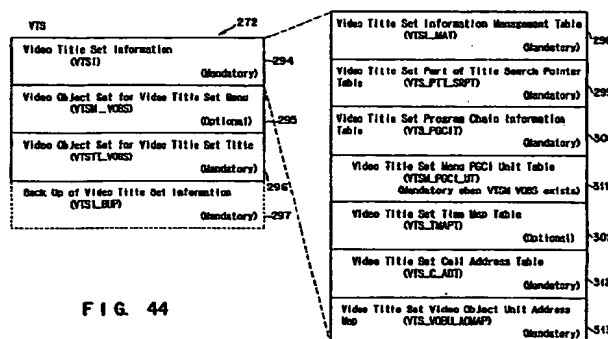 VTS
272
Video Title Set Information
(VTSI)
(Mandatory)
294
Video Object Set for Video Title Set Menu
(VTSM_VOBS)
(Optional)
295
Video Object Set for Video Title Set Title
(VTSTT_VOBS)
(Mandatory)
296
Back Up of Video Title Set Information
(VTSI_BUP)
(Mandatory)
297
FIG. 44
Video Title Set Information Management Table
(VTSI_MAT)
(Mandatory)
Video Title Set Part of Title Search Pointer
Table (VTS_PTT_SRPT)
(Mandatory)
299
Video Title Set Program Chain Information
Table (VTS_PGCIT)
(Mandatory)
Video Title Set Menu PGCI Unit Table
(VTSM_PGCI_UT)
(Mandatory when VTSM VOBS exists)
511
Video Title Set Time Map Table
(VTS_TMAPT)
(Optional)
Video Title Set Cell Address Table
(VTS_C_ADT)
(Mandatory)
312
Video Title Set Video Object Unit Address
Map (VTS_VOBU_ADMAP)
(Mandatory)
513